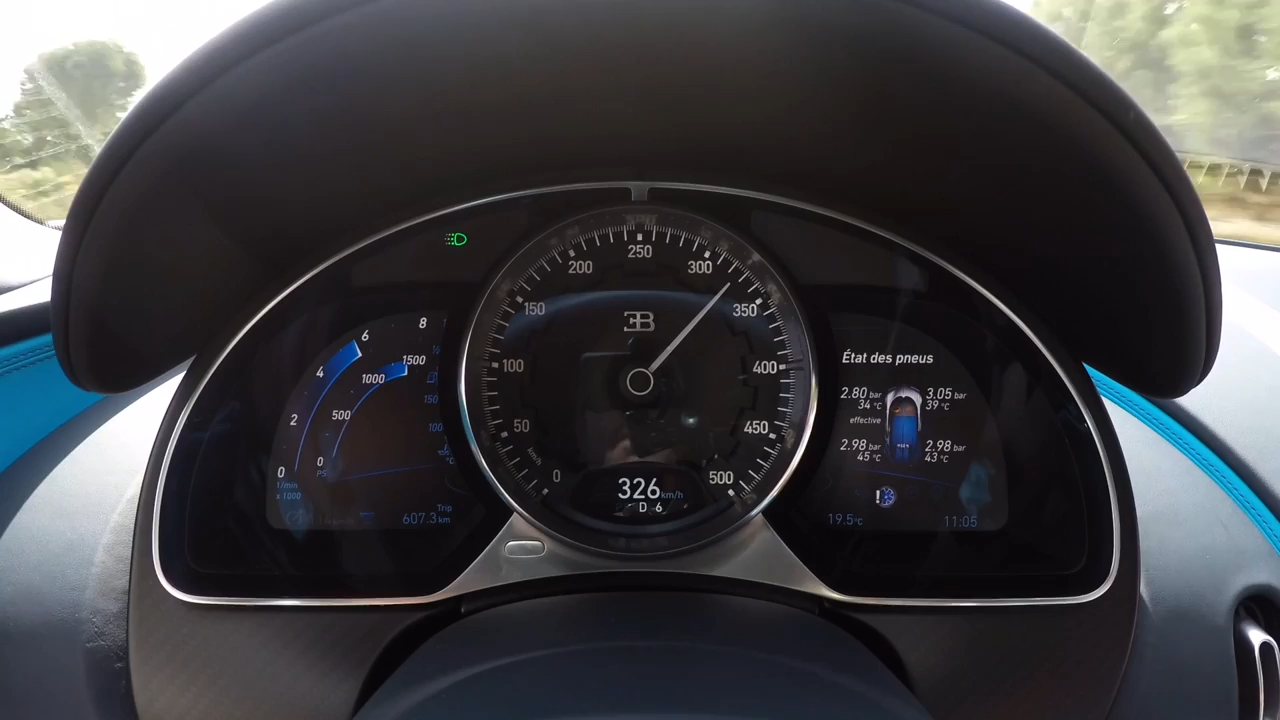 8
6
4
2
0
1/min
x 1000
1500
1000
500
0
PS
Trip
607.3 km
0
50
100
150
200
250
300
350
400
450
500
km/h
EB
326 km/h
D 6
État des pneus
2.80 bar 3.05 bar
34 °C 39 °C
effective
2.98 bar 2.98 bar
45 °C 43 °C
!
19.5°C 11:05